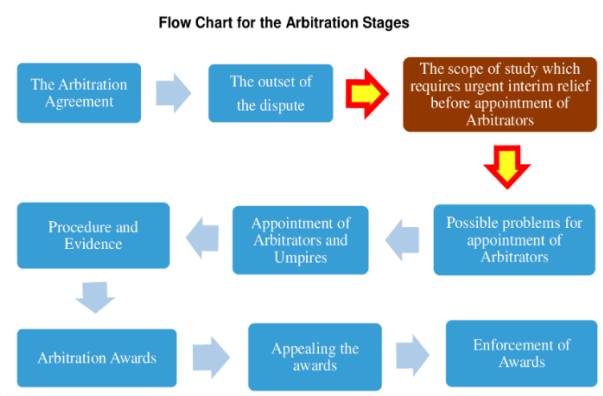 Flow Chart for the Arbitration Stages
The Arbitration
Agreement
The outset of
the dispute
The scope of study which
requires urgent interim relief
before appointment of
Arbitrators
Possible problems for
appointment of
Arbitrators
Appointment of
Arbitrators and
Umpires
Procedure and
Evidence
Arbitration Awards
Appealing the
awards
Enforcement of
Awards